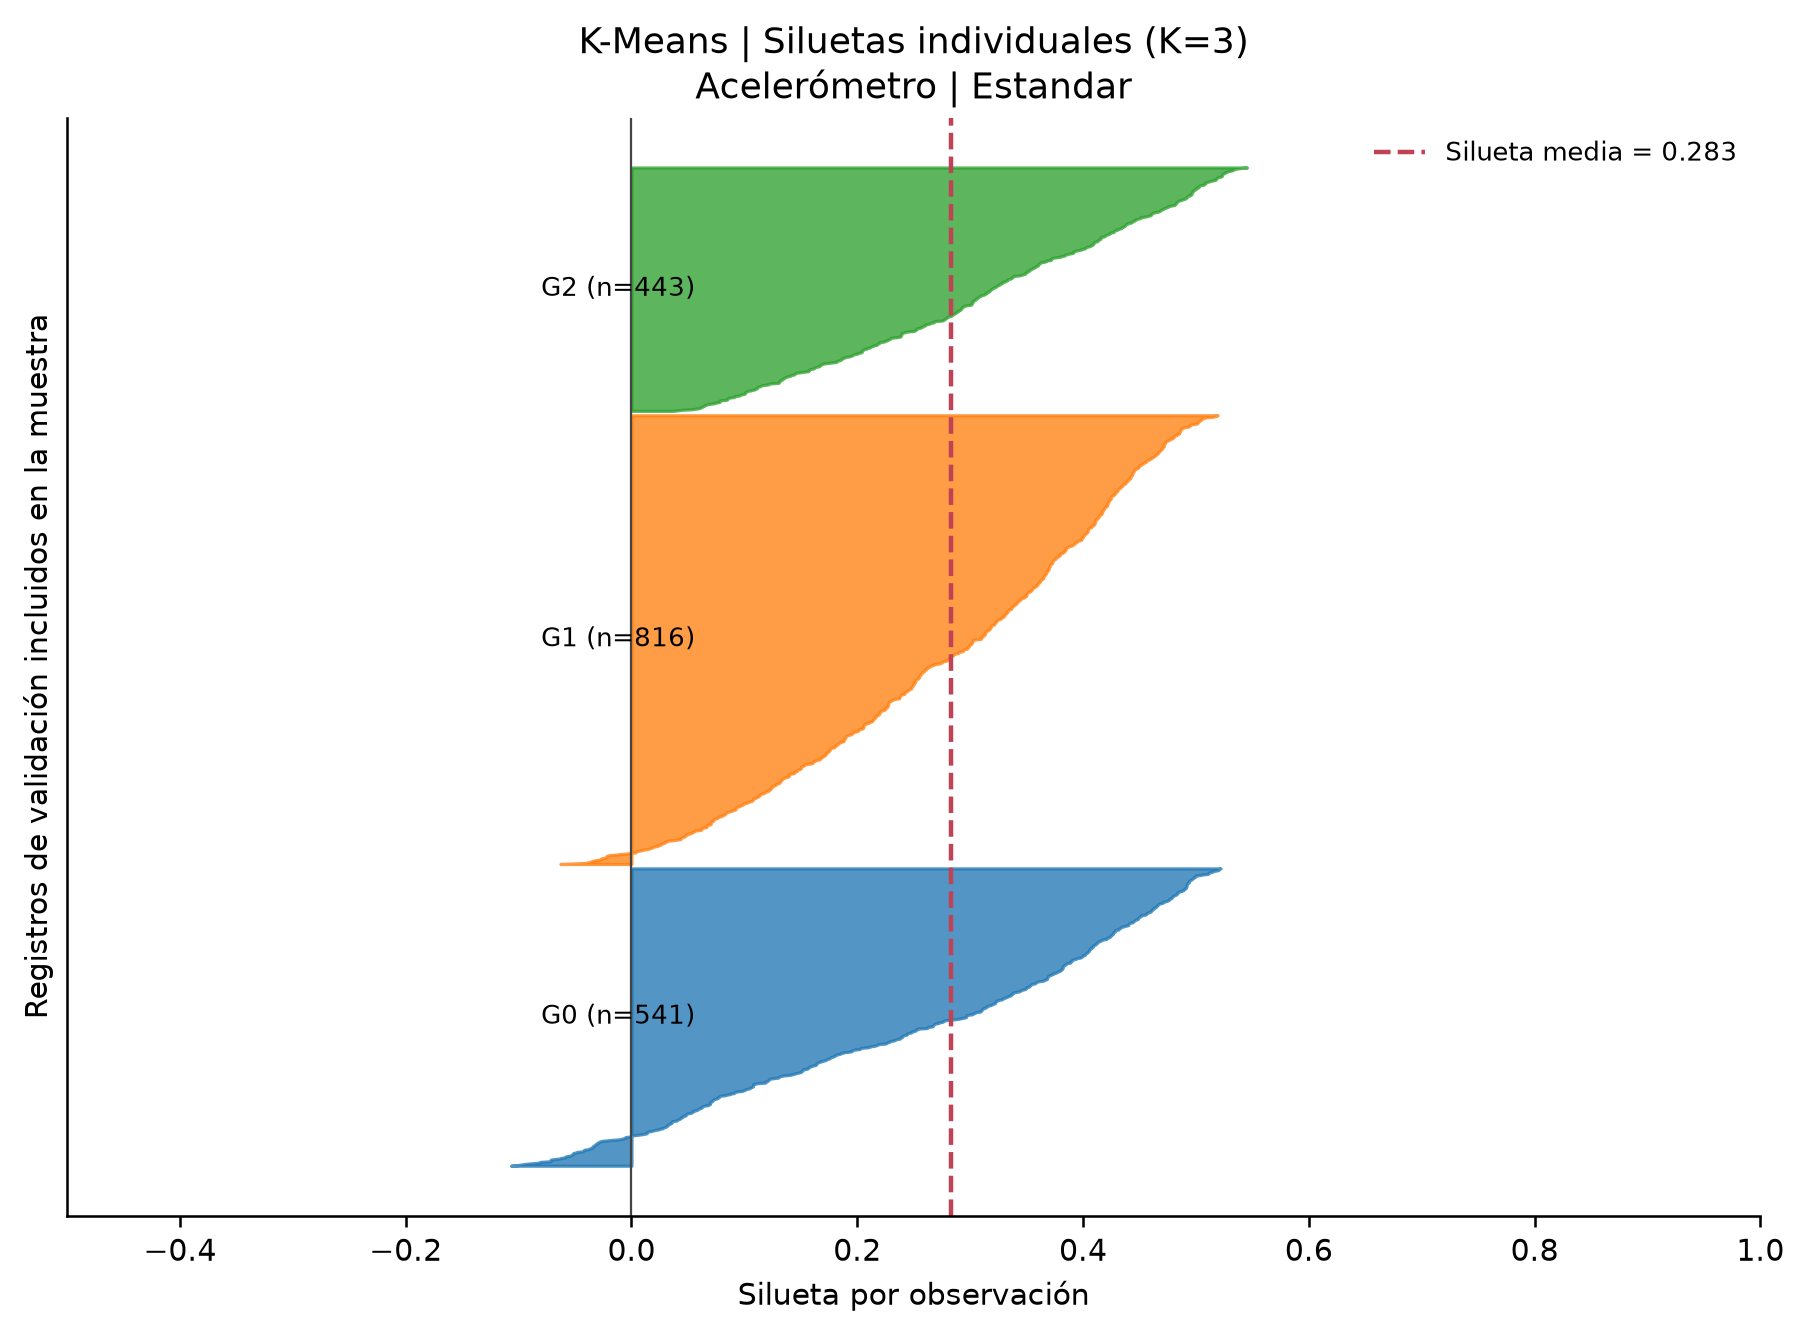 K-Means | Siluetas individuales (K=3)
Acelerómetro | Estandar
Silueta media = 0.283
G2 (n=443)
G1 (n=816)
G0 (n=541)
Registros de validación incluidos en la muestra
−0.4 −0.2 0.0 0.2 0.4 0.6 0.8 1.0
Silueta por observación